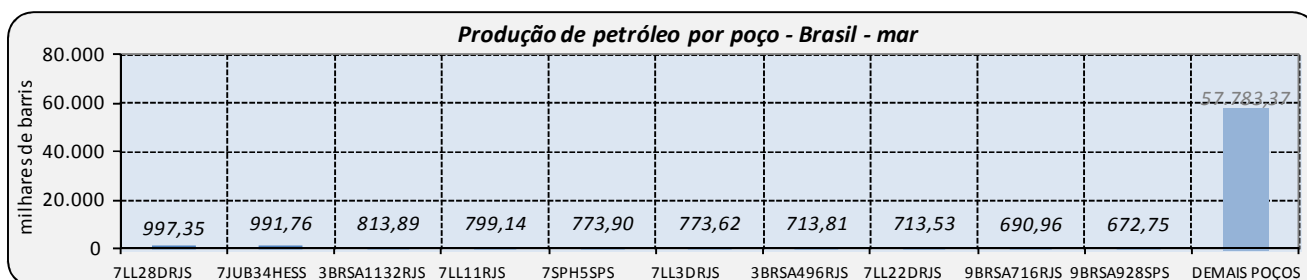 Produção de petróleo por poço - Brasil - mar
milhares de barris
80.000
60.000
40.000
20.000
0
997,35 991,76 813,89 799,14 773,90 773,62 713,81 713,53 690,96 672,75 57.783,37
7LL28DRJS 7JUB34HESS 3BRSA1132RJS 7LL11RJS 7SPH5SPS 7LL3DRJS 3BRSA496RJS 7LL22DRJS 9BRSA716RJS 9BRSA928SPS DEMAIS POÇOS